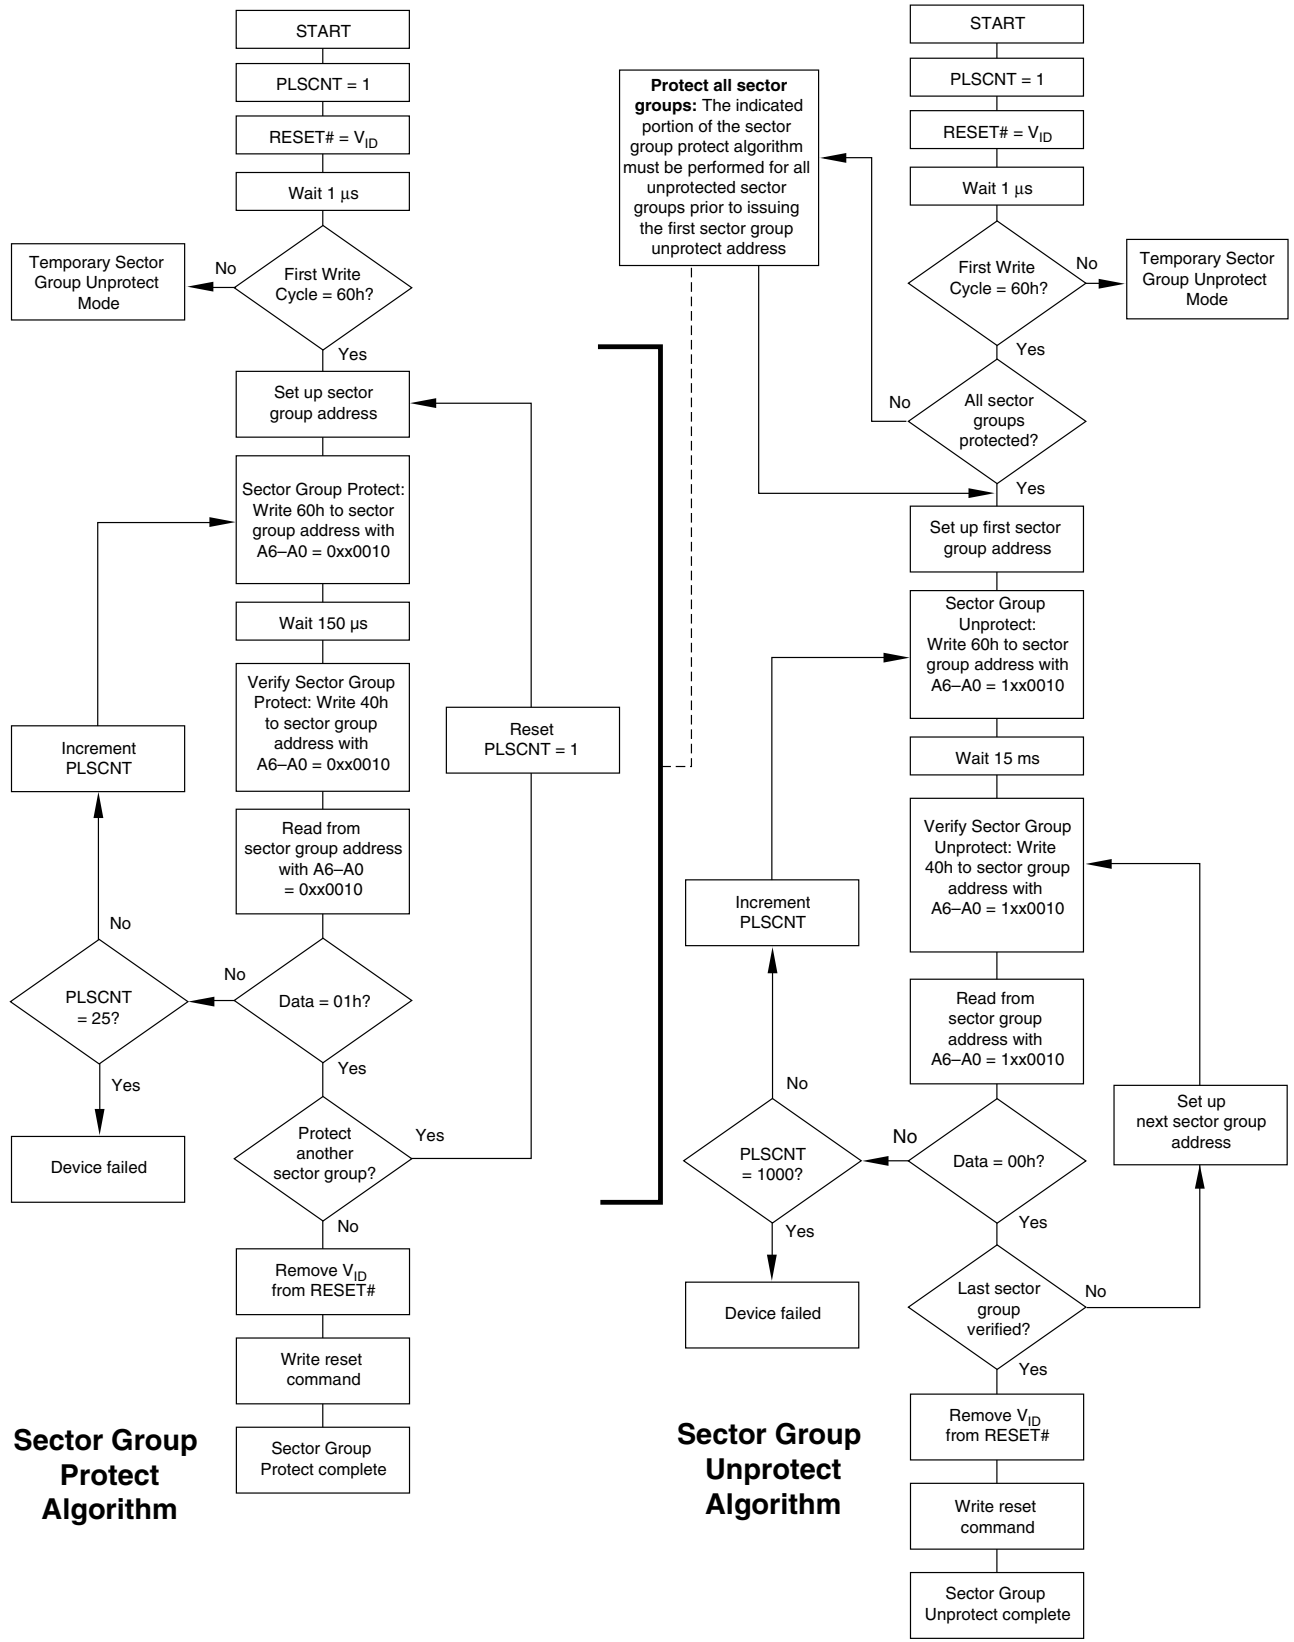 START
PLSCNT = 1
RESET# = VID
Wait 1 μs
First Write
Cycle = 60h?
No
Temporary Sector
Group Unprotect
Mode
Yes
Set up sector
group address
Sector Group Protect:
Write 60h to sector
group address with
A6–A0 = 0xx0010
Wait 150 µs
Verify Sector Group
Protect: Write 40h
to sector group
address with
A6–A0 = 0xx0010
Read from
sector group address
with A6–A0
= 0xx0010
Data = 01h?
No
PLSCNT
= 25?
No
Increment
PLSCNT
Yes
Device failed
Yes
Protect
another
sector group?
Yes
Reset
PLSCNT = 1
No
Remove VID
from RESET#
Write reset
command
Sector Group
Protect complete
Sector Group
Protect
Algorithm
Protect all sector
groups: The indicated
portion of the sector
group protect algorithm
must be performed for all
unprotected sector
groups prior to issuing
the first sector group
unprotect address
START
PLSCNT = 1
RESET# = VID
Wait 1 μs
First Write
Cycle = 60h?
No
Temporary Sector
Group Unprotect
Mode
Yes
All sector
groups
protected?
No
Yes
Set up first sector
group address
Sector Group
Unprotect:
Write 60h to sector
group address with
A6–A0 = 1xx0010
Wait 15 ms
Verify Sector Group
Unprotect: Write
40h to sector group
address with
A6–A0 = 1xx0010
Read from
sector group
address with
A6–A0 = 1xx0010
Data = 00h?
No
PLSCNT
= 1000?
No
Increment
PLSCNT
Yes
Device failed
Yes
Last sector
group
verified?
No
Set up
next sector group
address
Yes
Remove VID
from RESET#
Write reset
command
Sector Group
Unprotect complete
Sector Group
Unprotect
Algorithm